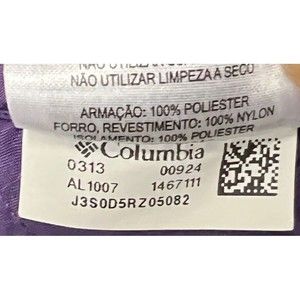 NÃO UTILIZAR LIMPEZA A SECO
ARMAÇÃO: 100% POLIESTER
FORRO, REVESTIMENTO: 100% NYLON
ISOLAMENTO: 100% POLIESTER
Columbia
0313 00924
AL1007 1467111
J3S0D5RZ05082